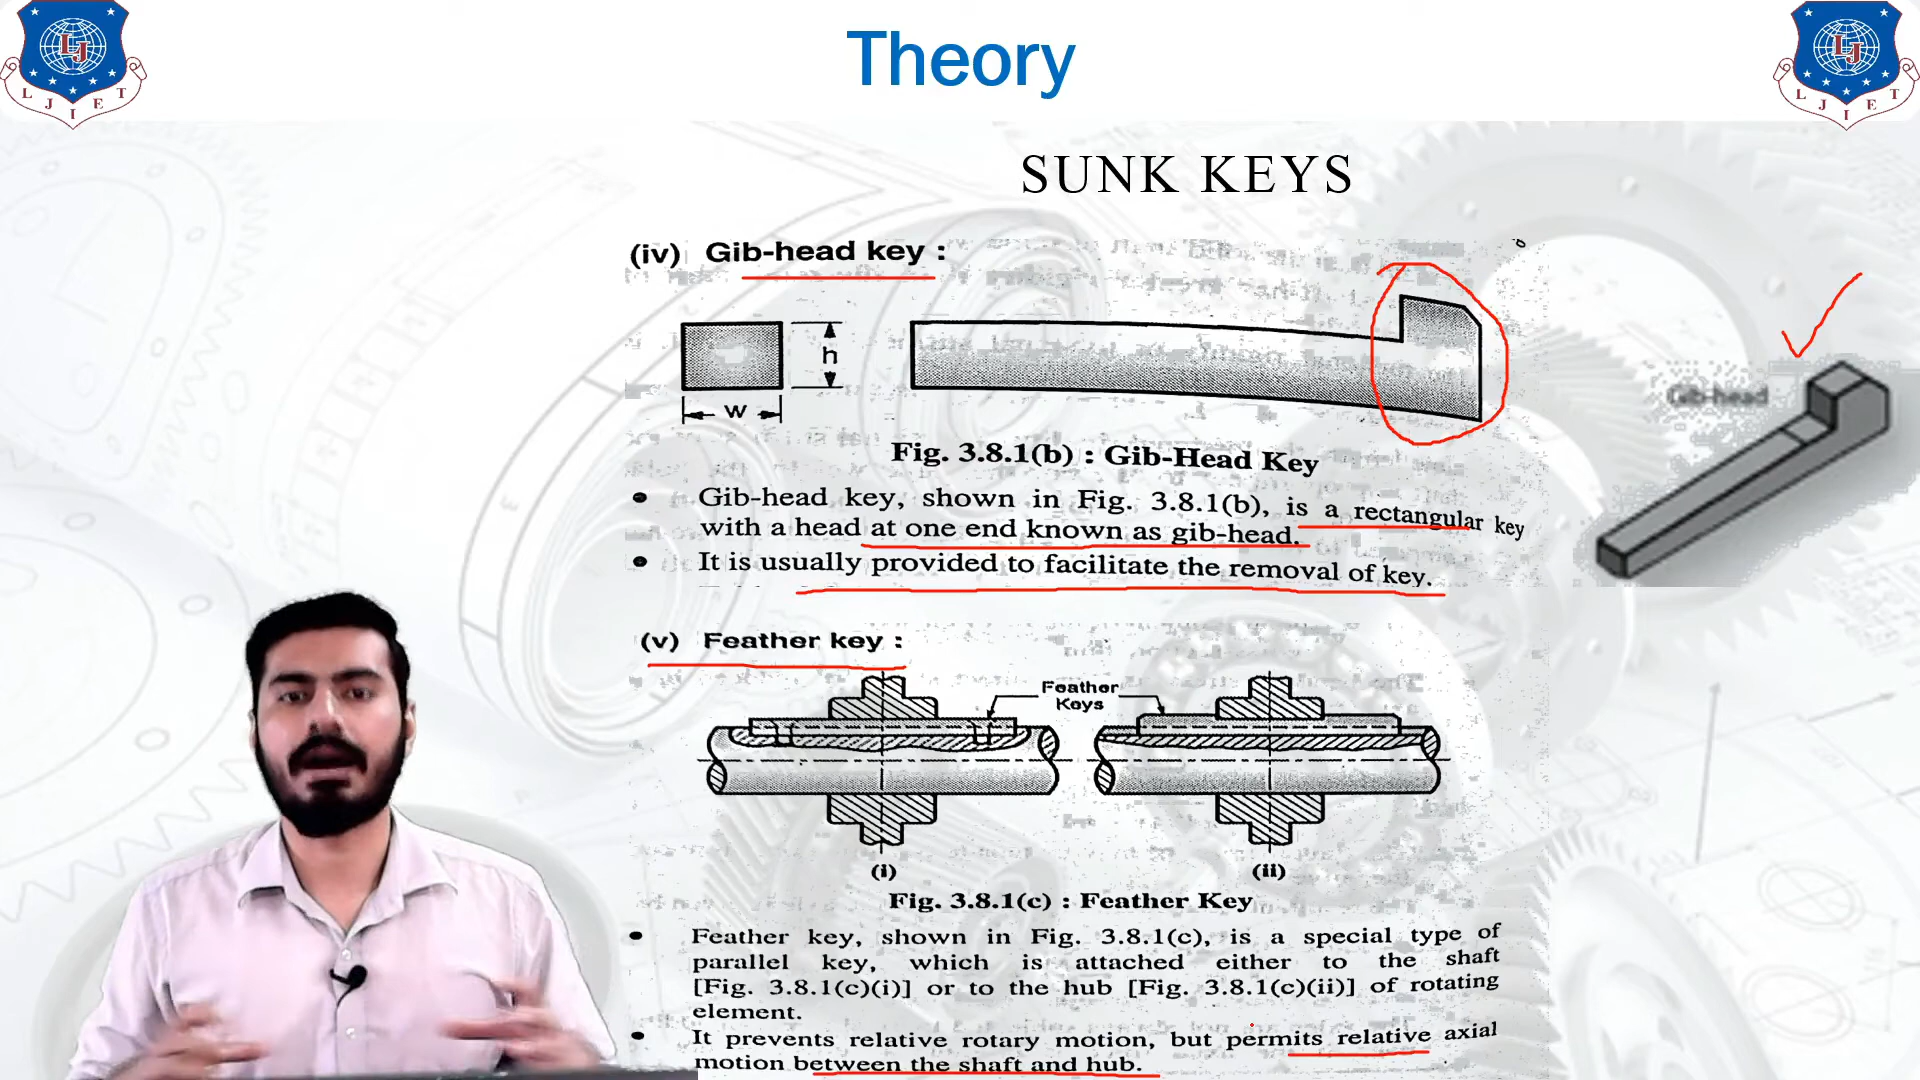 Theory
L J I E T
L J I E T
SUNK KEYS
(iv) Gib-head key :
h
w
Gib-head
Fig. 3.8.1(b) : Gib-Head Key
• Gib-head key, shown in Fig. 3.8.1(b), is a rectangular key
with a head at one end known as gib-head.
• It is usually provided to facilitate the removal of key.
(v) Feather key :
Feather
Keys
(i)
(ii)
Fig. 3.8.1(c) : Feather Key
• Feather key, shown in Fig. 3.8.1(c), is a special type of
parallel key, which is attached either to the shaft
[Fig. 3.8.1(c)(i)] or to the hub [Fig. 3.8.1(c)(ii)] of rotating
element.
• It prevents relative rotary motion, but permits relative axial
motion between the shaft and hub.